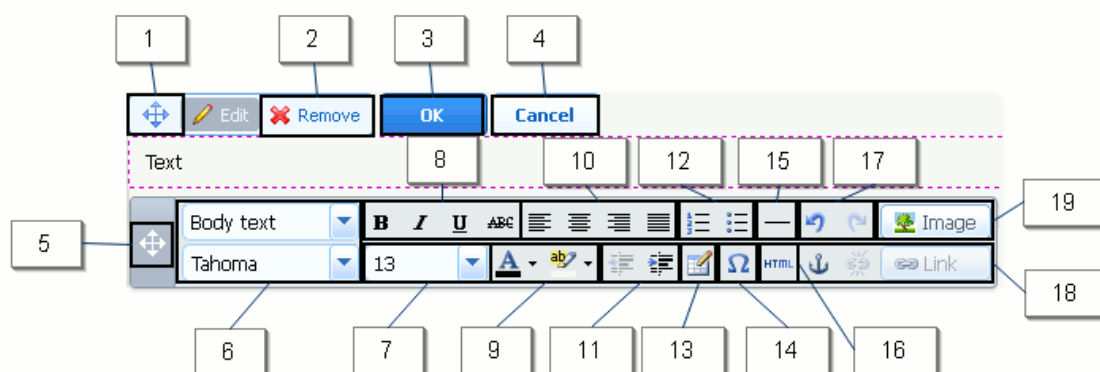 1 2 3 4
Edit Remove OK Cancel
Text
8 10 12 15 17
19
5
Body text B I U ABC Image
Tahoma 13 A ab Ω HTML Link
18
6 7 9 11 13 14 16